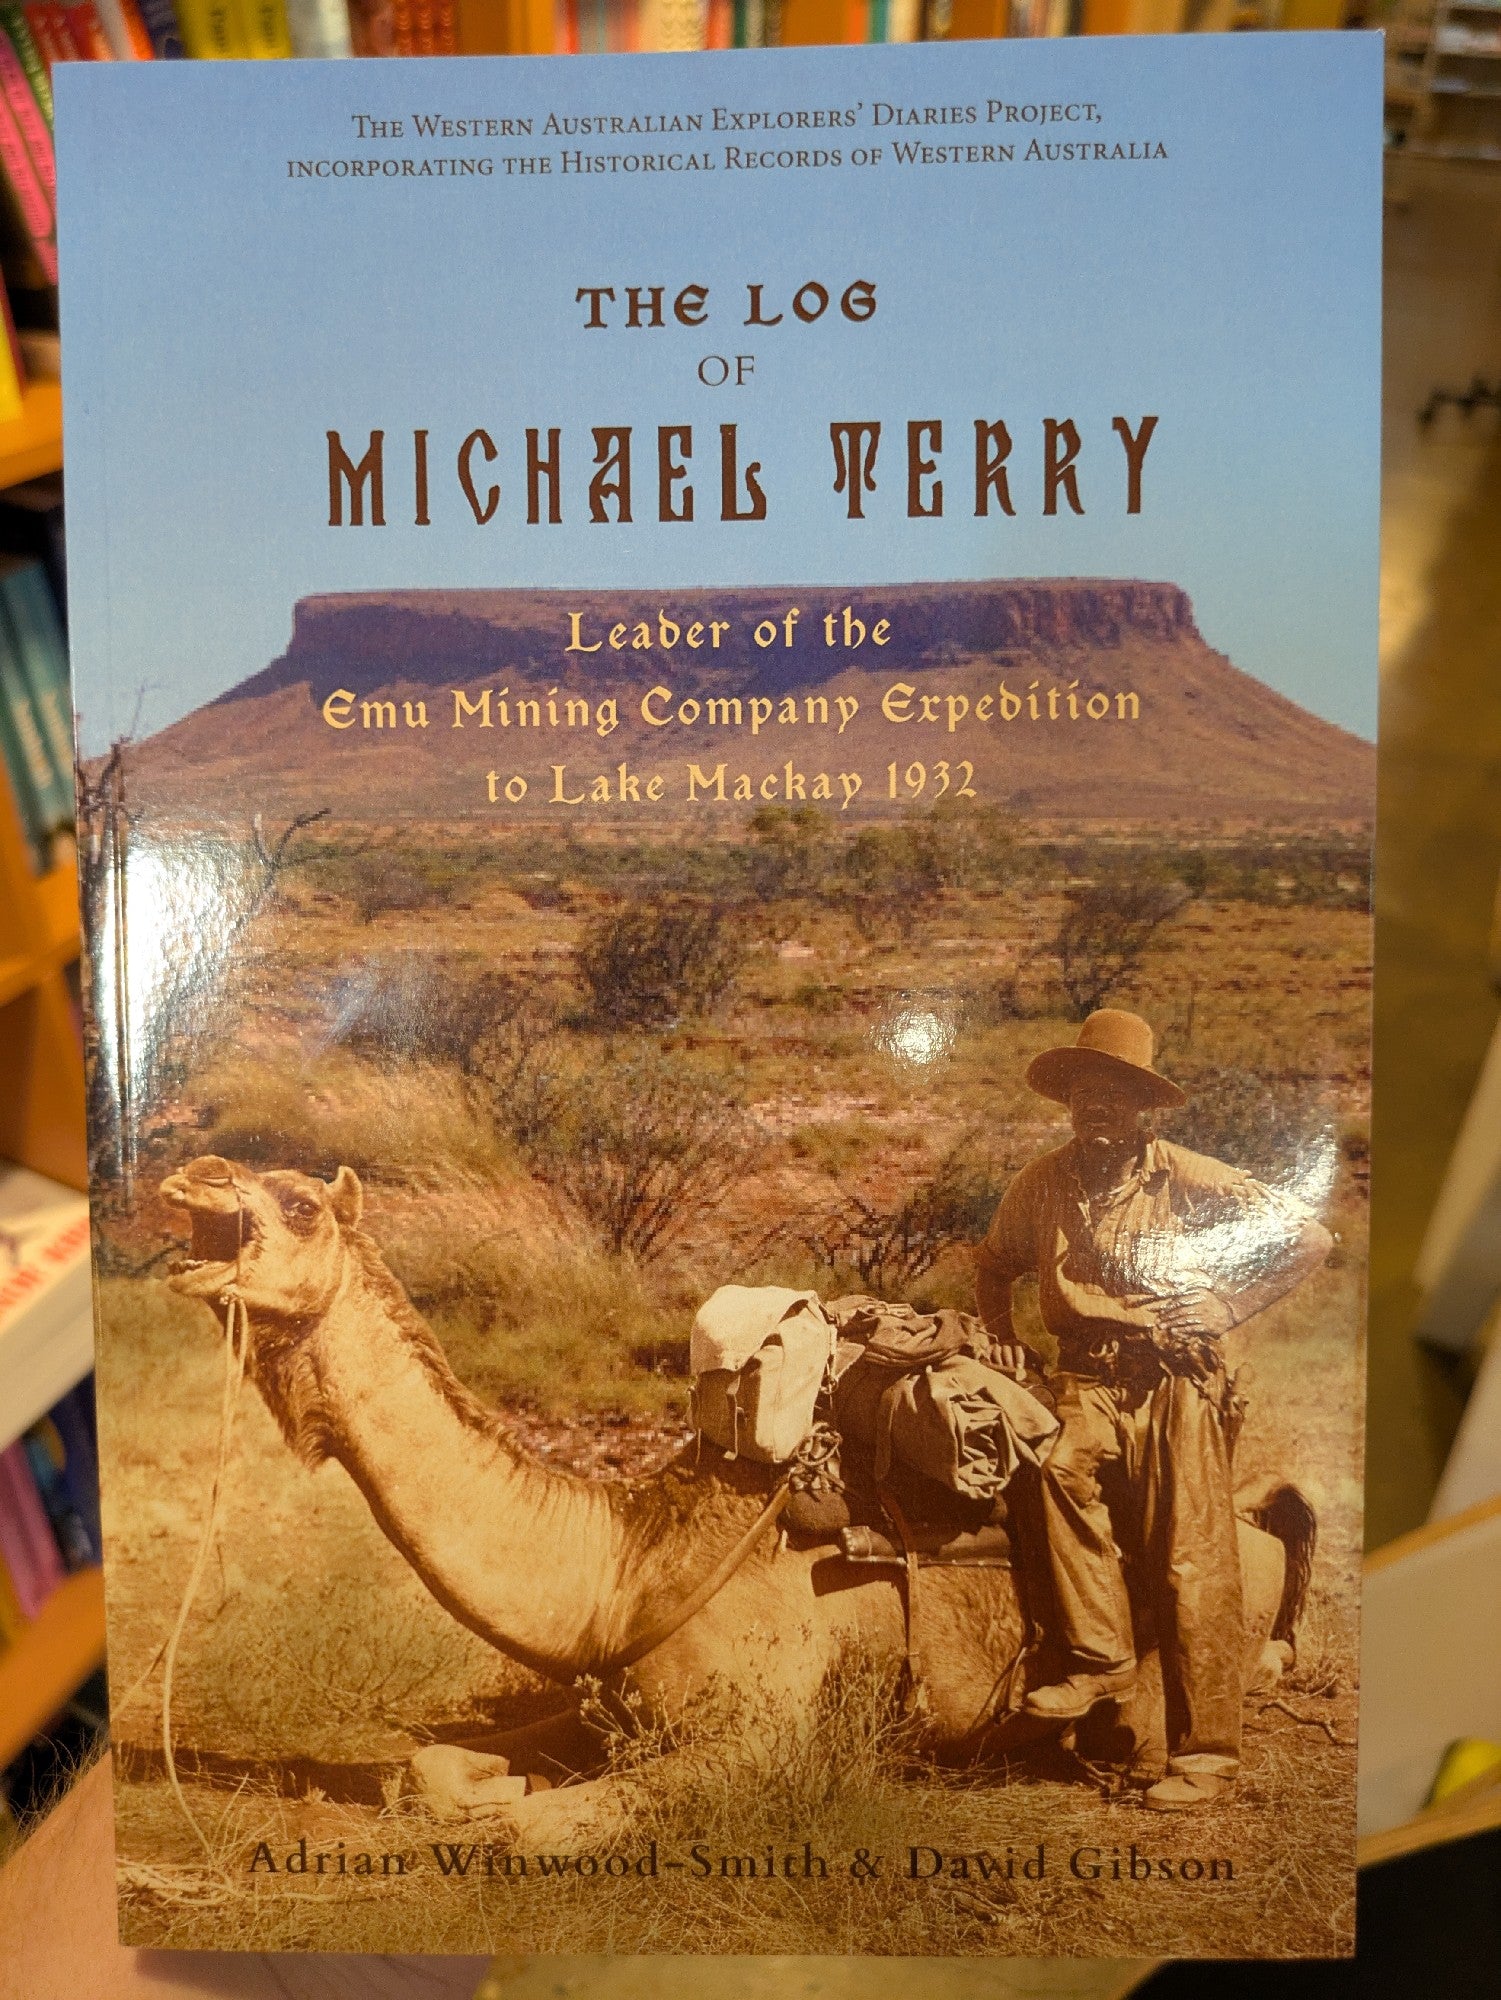 The Western Australian Explorers' Diaries Project,
incorporating the Historical Records of Western Australia
THE LOG
OF
MICHAEL TERRY
Leader of the
Emu Mining Company Expedition
to Lake Mackay 1932
Adrian Winwood-Smith & David Gibson